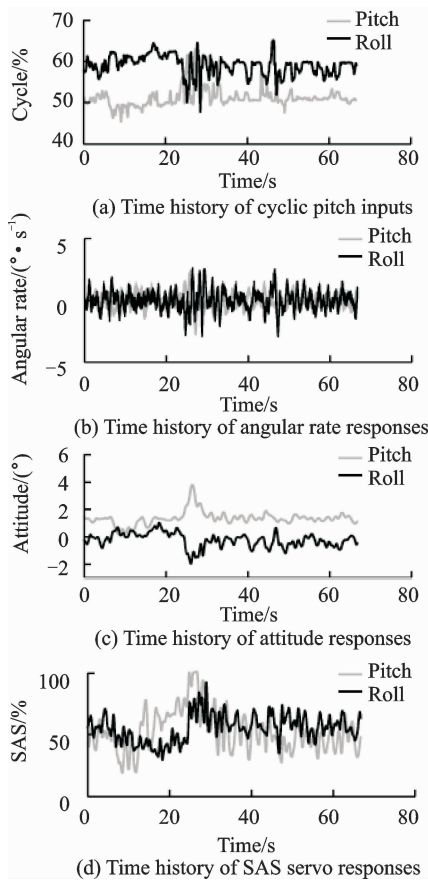 70
60
50
40
Cycle/%
Pitch
Roll
0 20 40 60 80
Time/s
(a) Time history of cyclic pitch inputs
5
0
−5
Angular rate/(°• s⁻¹)
Pitch
Roll
0 20 40 60 80
Time/s
(b) Time history of angular rate responses
6
4
2
0
−2
Attitude/(°)
Pitch
Roll
0 20 40 60 80
Time/s
(c) Time history of attitude responses
100
50
0
SAS/%
Pitch
Roll
0 20 40 60 80
Time/s
(d) Time history of SAS servo responses